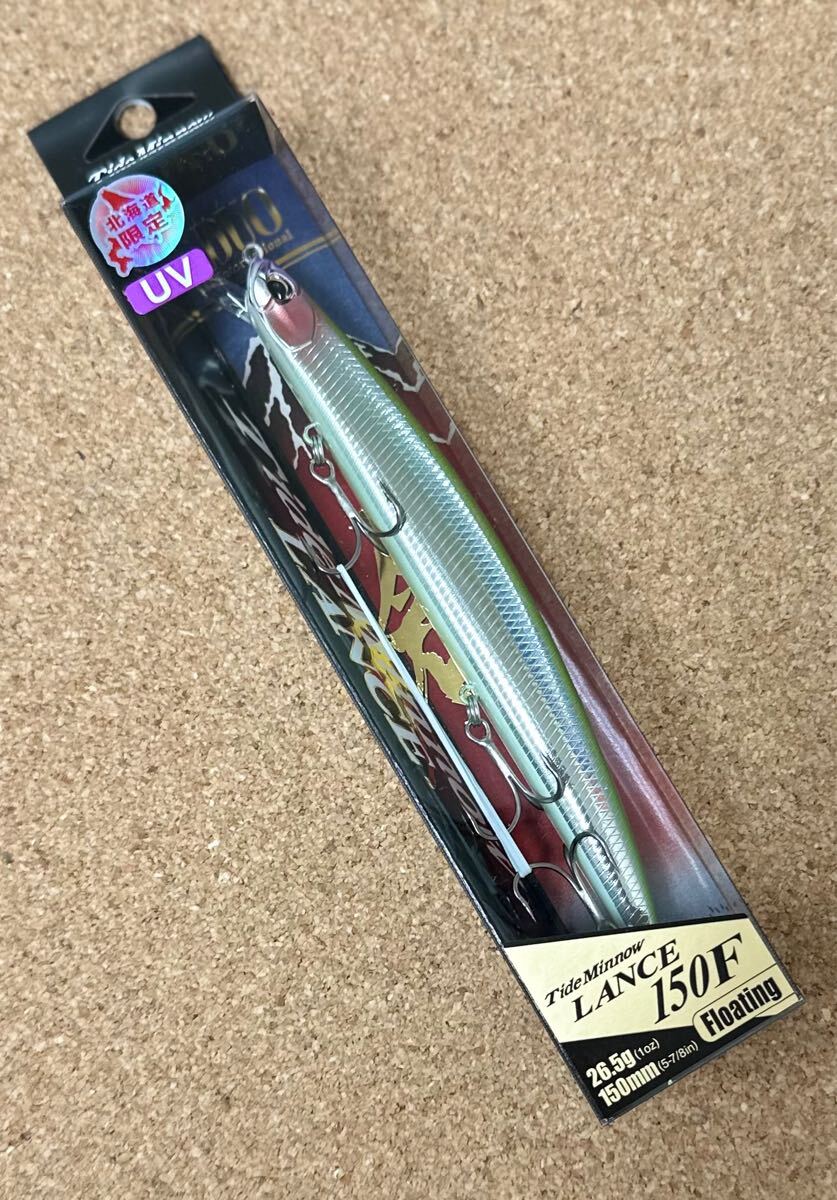 Tide Minnow
DUO
北海道
限定
UV
LANCE
Tide Minnow
LANCE
150F
Floating
26.5g(1oz)
150mm(5-7/8in)